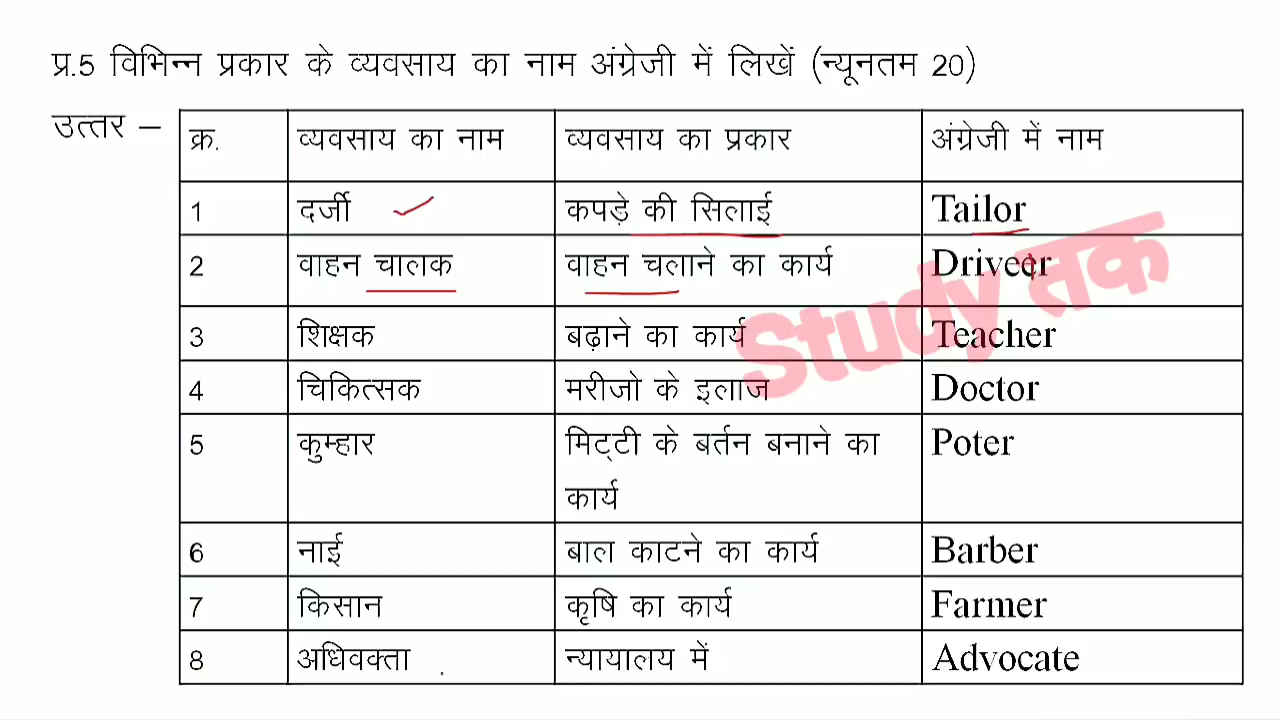 प्र.5 विभिन्न प्रकार के व्यवसाय का नाम अंग्रेजी में लिखें (न्यूनतम 20)
उत्तर –
क्र. व्यवसाय का नाम व्यवसाय का प्रकार अंग्रेजी में नाम
1 दर्जी कपड़े की सिलाई Tailor
2 वाहन चालक वाहन चलाने का कार्य Driveer
3 शिक्षक बढ़ाने का कार्य Teacher
4 चिकित्सक मरीजो के इलाज Doctor
5 कुम्हार मिट्टी के बर्तन बनाने का Poter
कार्य
6 नाई बाल काटने का कार्य Barber
7 किसान कृषि का कार्य Farmer
8 अधिवक्ता न्यायालय में Advocate
Study तक